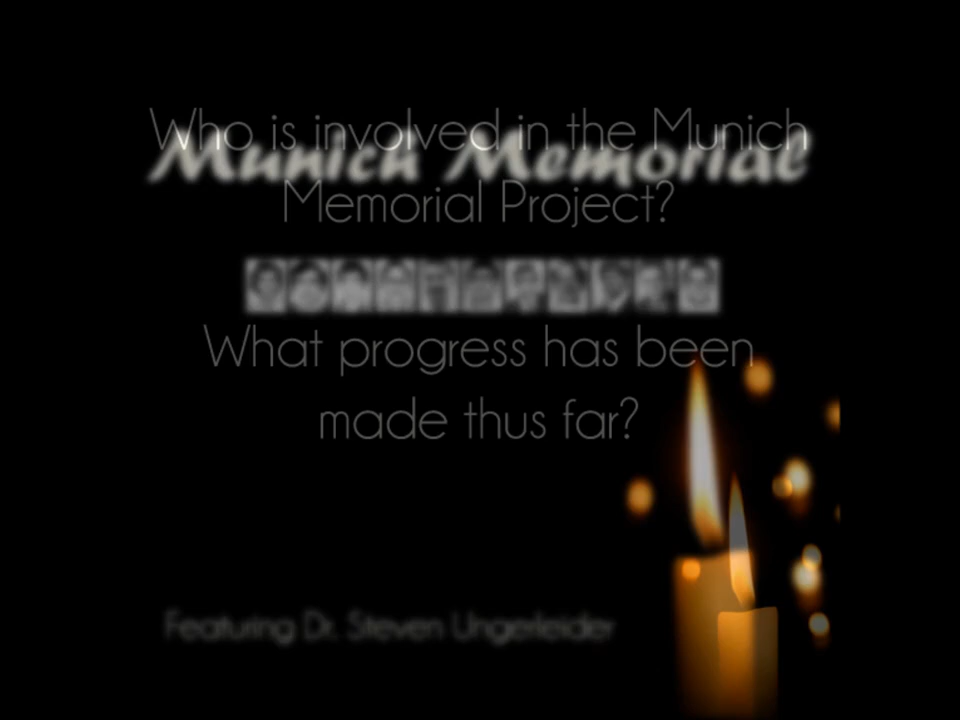 Who is involved in the Munich
Munich Memorial
Memorial Project?
What progress has been
made thus far?
Featuring Dr. Steven Ungerleider